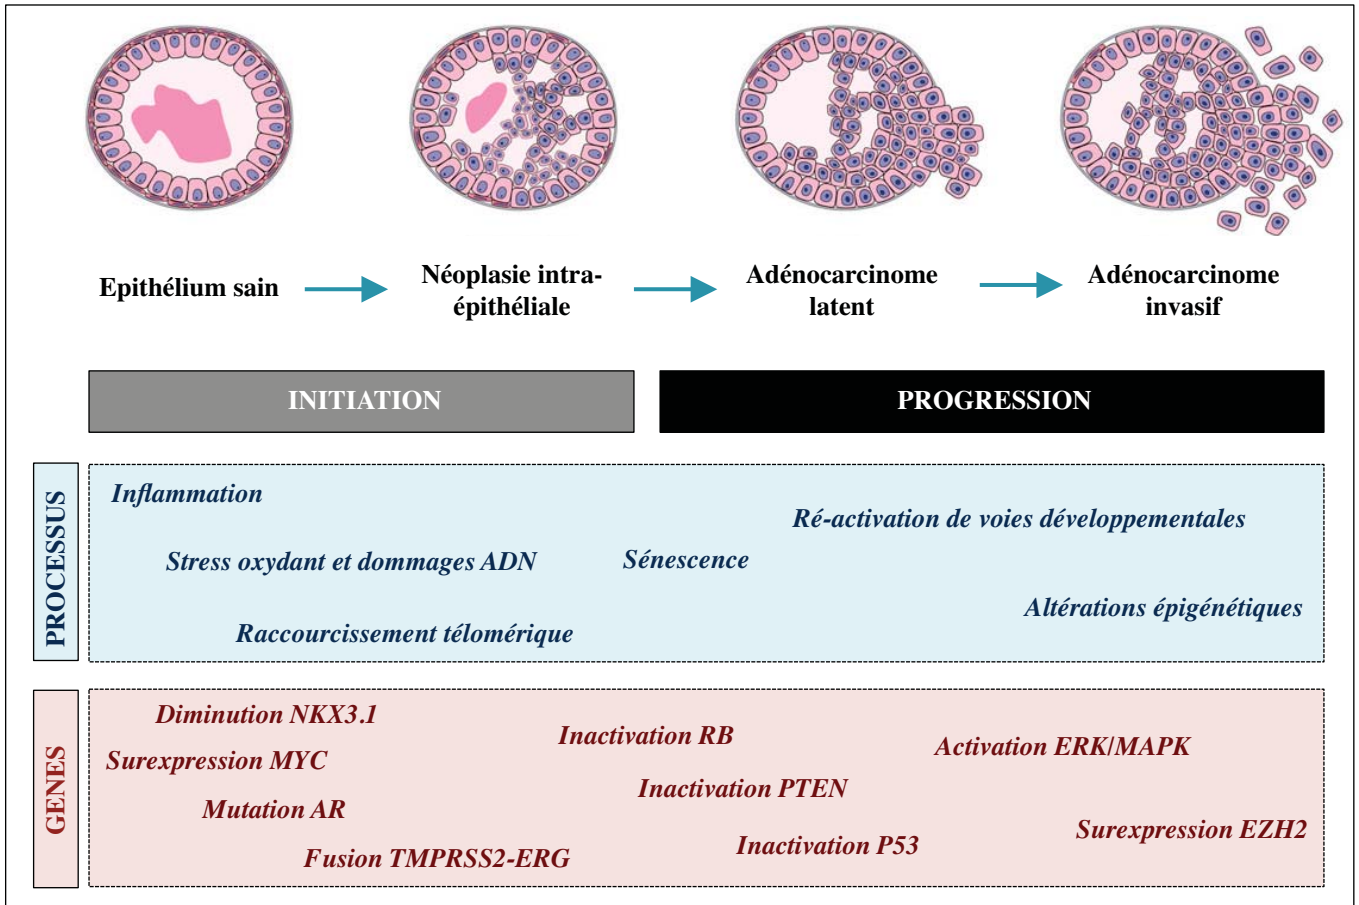 Epithélium sain
Néoplasie intra-
épithéliale
Adénocarcinome
latent
Adénocarcinome
invasif
INITIATION
PROGRESSION
PROCESSUS
Inflammation
Ré-activation de voies développementales
Stress oxydant et dommages ADN
Sénescence
Altérations épigénétiques
Raccourcissement télomérique
GENES
Diminution NKX3.1
Inactivation RB
Activation ERK/MAPK
Surexpression MYC
Inactivation PTEN
Mutation AR
Surexpression EZH2
Inactivation P53
Fusion TMPRSS2-ERG